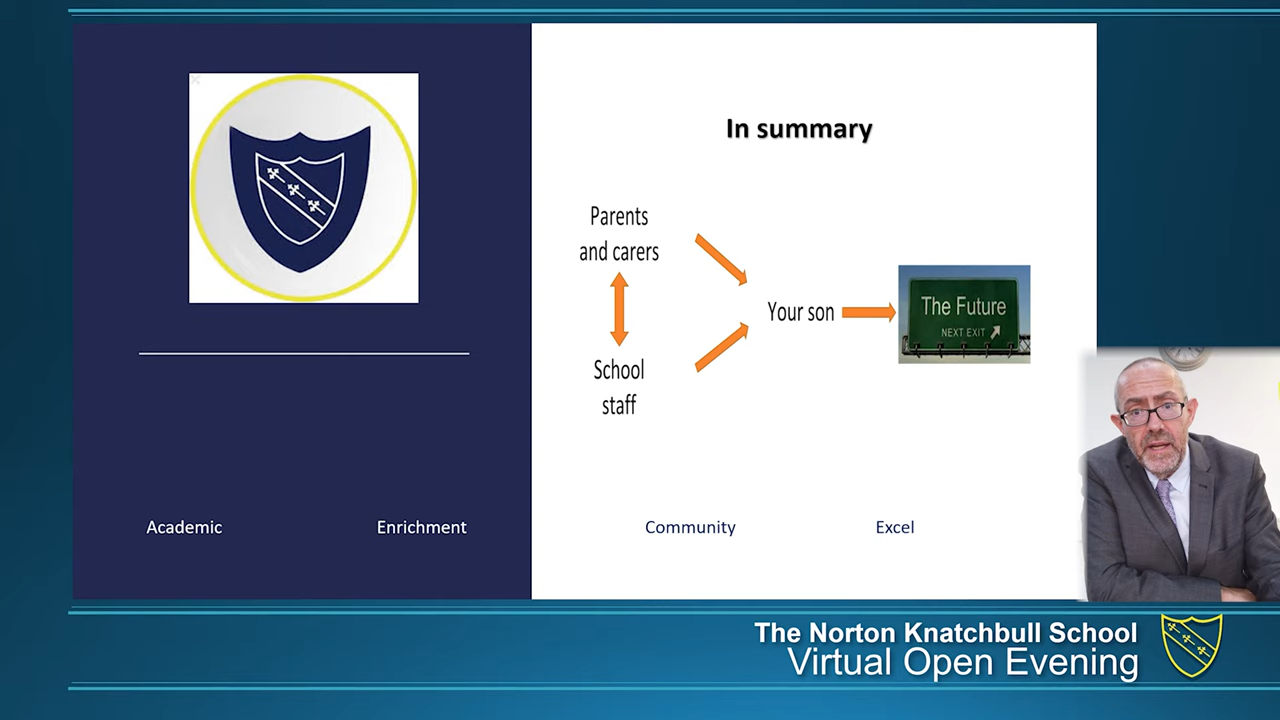 In summary
Parents
and carers
Your son
The Future
NEXT EXIT
School
staff
Academic
Enrichment
Community
Excel
The Norton Knatchbull School
Virtual Open Evening